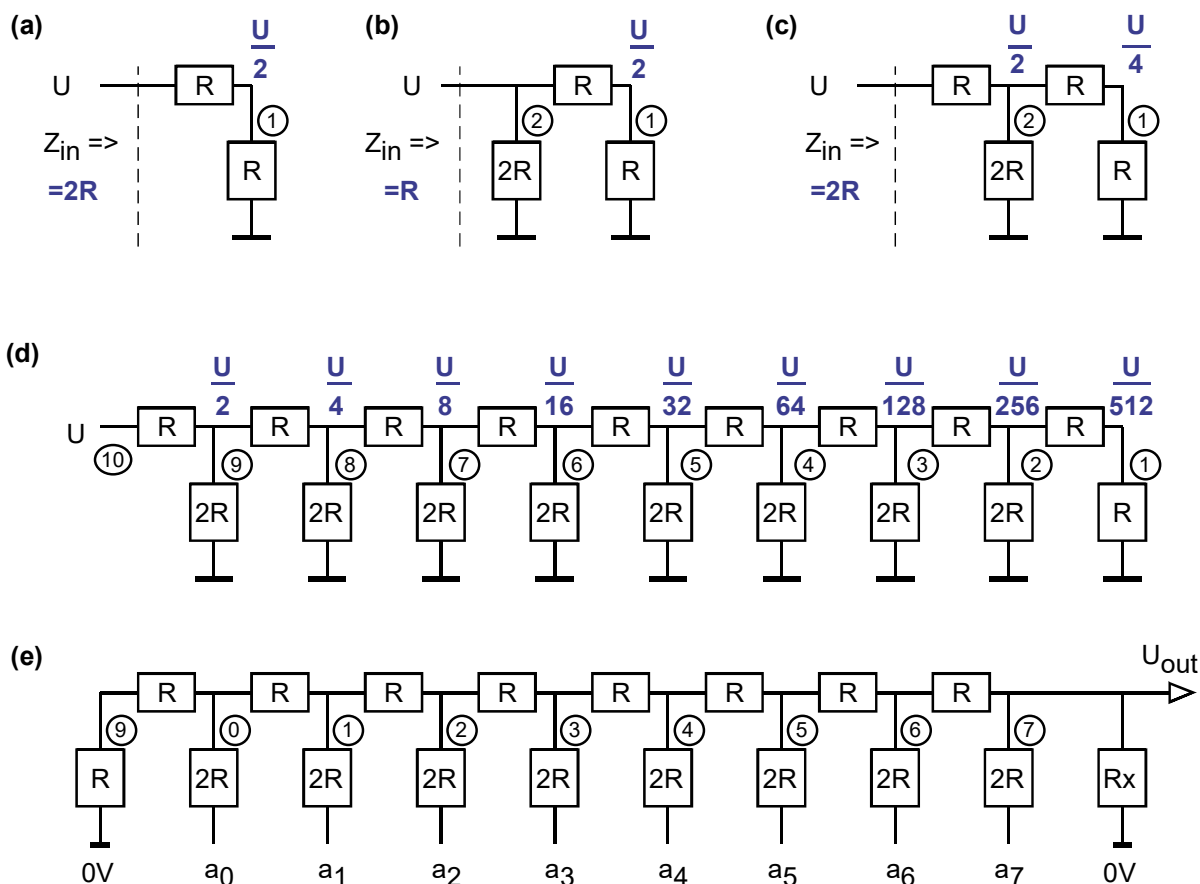 (a)
U
2
U
R
1
Zin =>
=2R
R
(b)
U
2
U
R
2
1
Zin =>
=R
2R
R
(c)
U
2
U
4
U
R
R
2
1
Zin =>
=2R
2R
R
(d)
U U U U U U U U U
2 4 8 16 32 64 128 256 512
U R R R R R R R R R
10 9 8 7 6 5 4 3 2 1
2R 2R 2R 2R 2R 2R 2R 2R R
(e)
Uout
R R R R R R R R
9 0 1 2 3 4 5 6 7
R 2R 2R 2R 2R 2R 2R 2R 2R Rx
0V a0 a1 a2 a3 a4 a5 a6 a7 0V